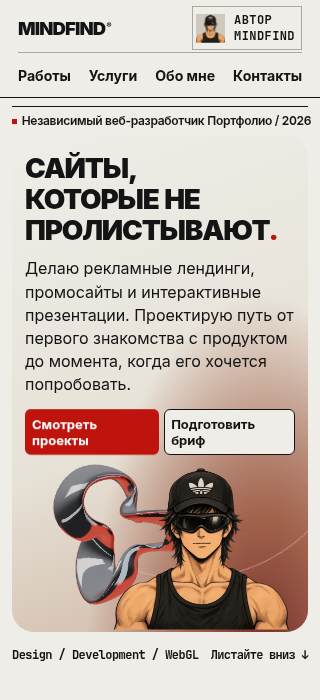 MINDFIND®
АВТОР
MINDFIND
Работы Услуги Обо мне Контакты
Независимый веб-разработчик Портфолио / 2026
САЙТЫ,
КОТОРЫЕ НЕ
ПРОЛИСТЫВАЮТ.
Делаю рекламные лендинги,
промосайты и интерактивные
презентации. Проектирую путь от
первого знакомства с продуктом
до момента, когда его хочется
попробовать.
Смотреть
проекты
Подготовить
бриф
Design / Development / WebGL Листайте вниз ↓